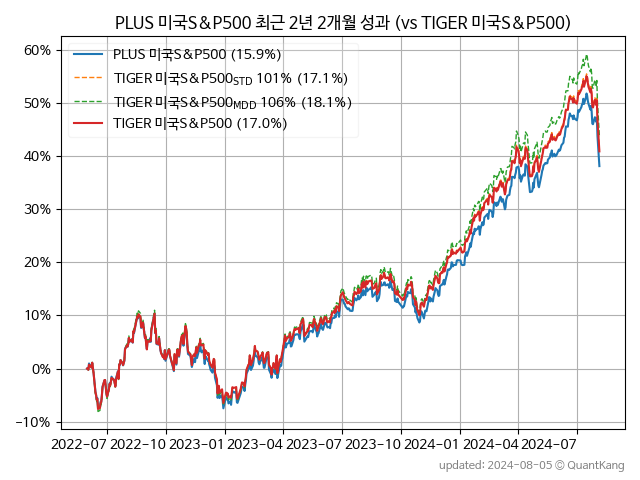 PLUS 미국S&P500 최근 2년 2개월 성과 (vs TIGER 미국S&P500)
PLUS 미국S&P500 (15.9%)
TIGER 미국S&P500STD 101% (17.1%)
TIGER 미국S&P500MDD 106% (18.1%)
TIGER 미국S&P500 (17.0%)
60%
50%
40%
30%
20%
10%
0%
−10%
2022-07 2022-10 2023-01 2023-04 2023-07 2023-10 2024-01 2024-04 2024-07
updated: 2024-08-05 © QuantKang